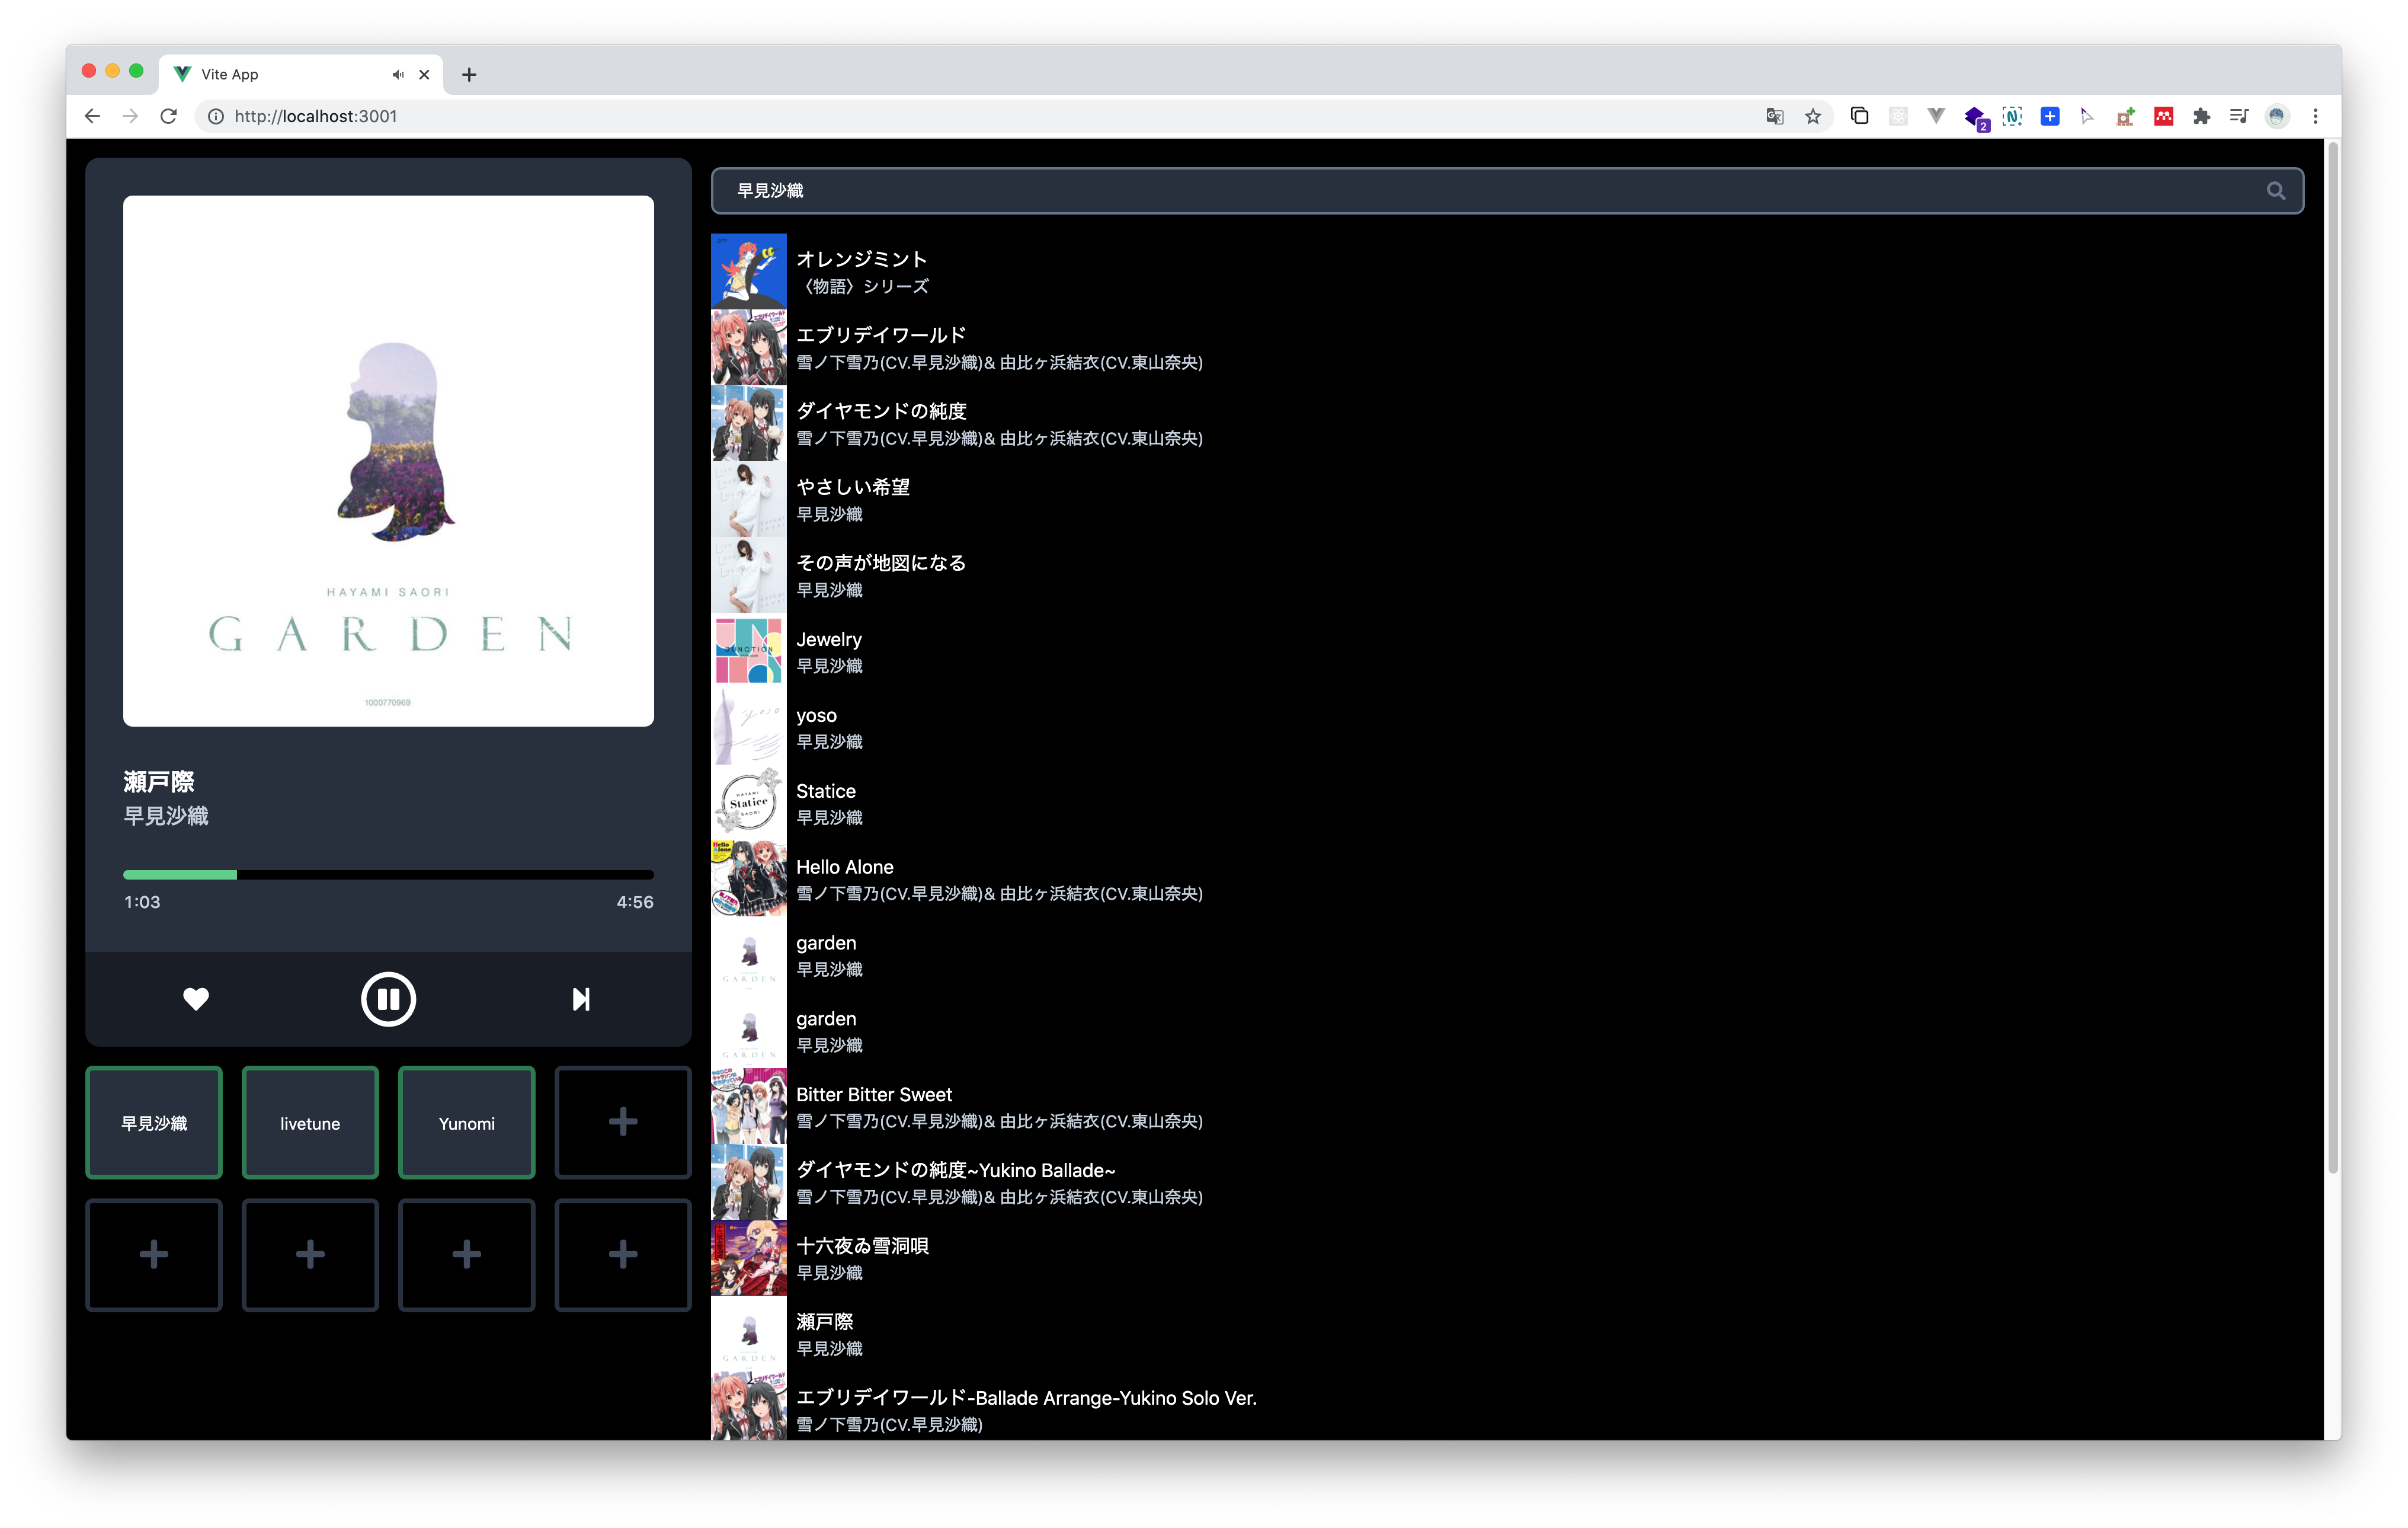 Vite App
http://localhost:3001
2
HAYAMI SAORI
GARDEN
1000770969
瀬戸際
早見沙織
1:03
4:56
早見沙織
livetune
Yunomi
早見沙織
オレンジミント
〈物語〉シリーズ
エブリデイワールド
雪ノ下雪乃(CV.早見沙織)& 由比ヶ浜結衣(CV.東山奈央)
ダイヤモンドの純度
雪ノ下雪乃(CV.早見沙織)& 由比ヶ浜結衣(CV.東山奈央)
やさしい希望
早見沙織
その声が地図になる
早見沙織
JUNCTION
Jewelry
早見沙織
yoso
yoso
早見沙織
HAYAMI
Statice
SAORI
Statice
早見沙織
Hello Alone
Hello Alone
雪ノ下雪乃(CV.早見沙織)& 由比ヶ浜結衣(CV.東山奈央)
GARDEN
garden
早見沙織
GARDEN
garden
早見沙織
Bitter Bitter Sweet
雪ノ下雪乃(CV.早見沙織)& 由比ヶ浜結衣(CV.東山奈央)
ダイヤモンドの純度~Yukino Ballade~
雪ノ下雪乃(CV.早見沙織)& 由比ヶ浜結衣(CV.東山奈央)
十六夜ゐ雪洞唄
早見沙織
GARDEN
瀬戸際
早見沙織
エブリデイワールド-Ballade Arrange-Yukino Solo Ver.
雪ノ下雪乃(CV.早見沙織)